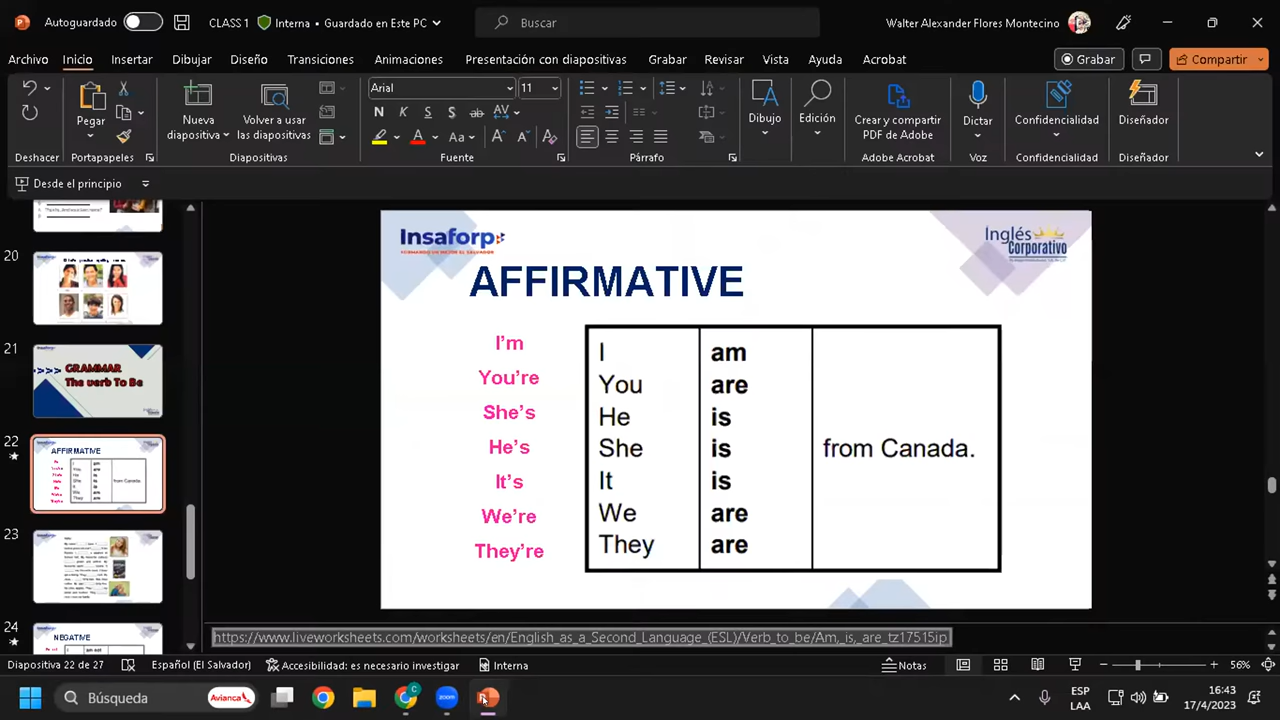 Autoguardado
CLASS 1
Interna • Guardado en Este PC
Buscar
Walter Alexander Flores Montecino
Archivo
Inicio
Insertar
Dibujar
Diseño
Transiciones
Animaciones
Presentación con diapositivas
Grabar
Revisar
Vista
Ayuda
Acrobat
Grabar
Compartir
Pegar
Nueva diapositiva
Volver a usar las diapositivas
Arial
11
N K S S ab AV
Aa A A
Dibujo
Edición
Crear y compartir PDF de Adobe
Dictar
Confidencialidad
Diseñador
Deshacer
Portapapeles
Diapositivas
Fuente
Párrafo
Adobe Acrobat
Voz
Confidencialidad
Diseñador
Desde el principio
20
21
GRAMMAR
The verb To Be
22
AFFIRMATIVE
23
24
NEGATIVE
Insaforp
Inglés
Corporativo
AFFIRMATIVE
I'm
You're
She's
He's
It's
We're
They're
I am
You are
He is
She is
It is
We are
They are
from Canada.
https://www.liveworksheets.com/worksheets/en/English_as_a_Second_Language_(ESL)/Verb_to_be/Am,_is,_are_tz17515ip
Diapositiva 22 de 27
Español (El Salvador)
Accesibilidad: es necesario investigar
Interna
Notas
56%
Búsqueda
Avianca
zoom
ESP
LAA
16:43
17/4/2023